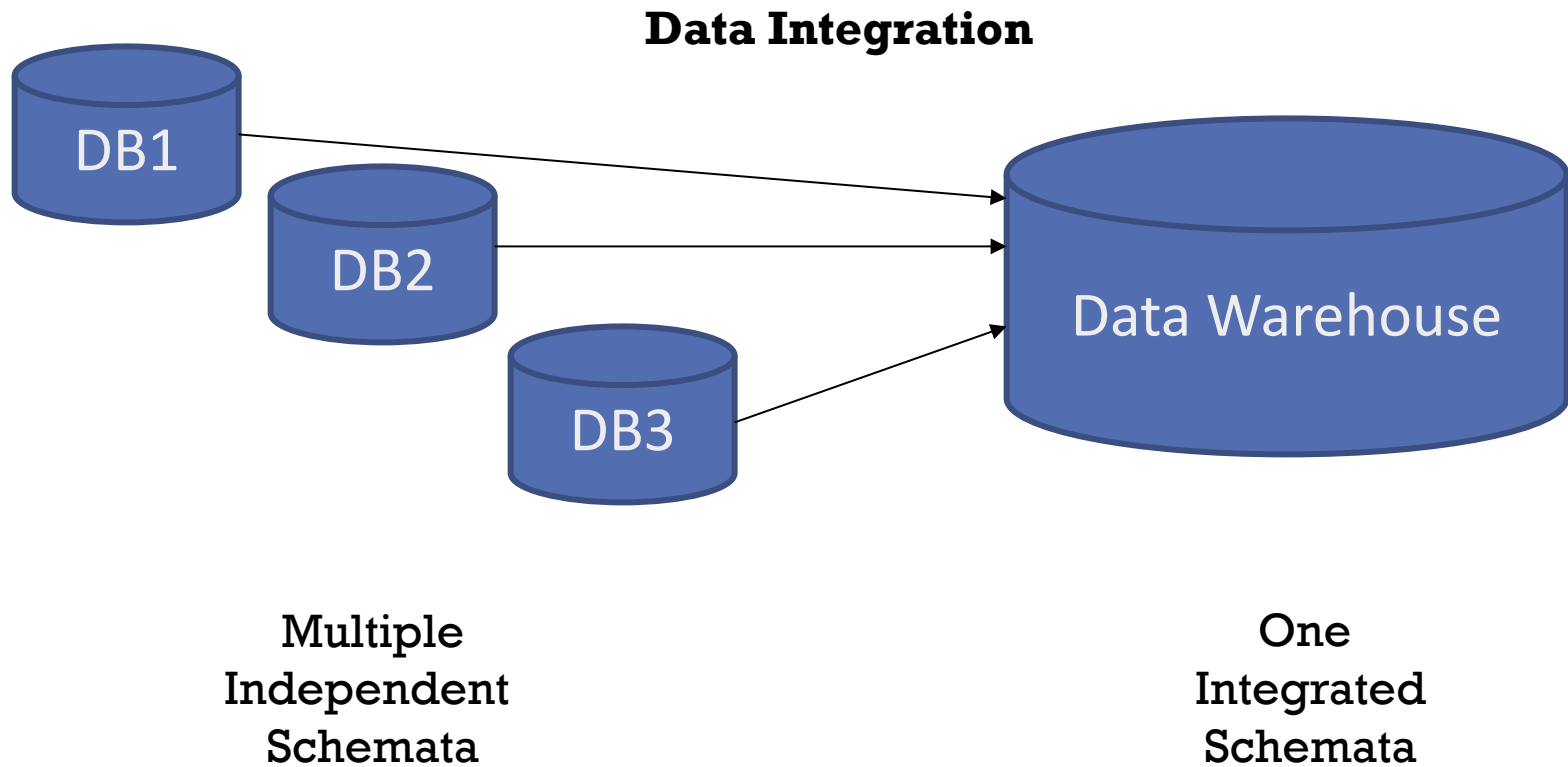 Data Integration
DB1
DB2
DB3
Data Warehouse
Multiple
Independent
Schemata
One
Integrated
Schemata